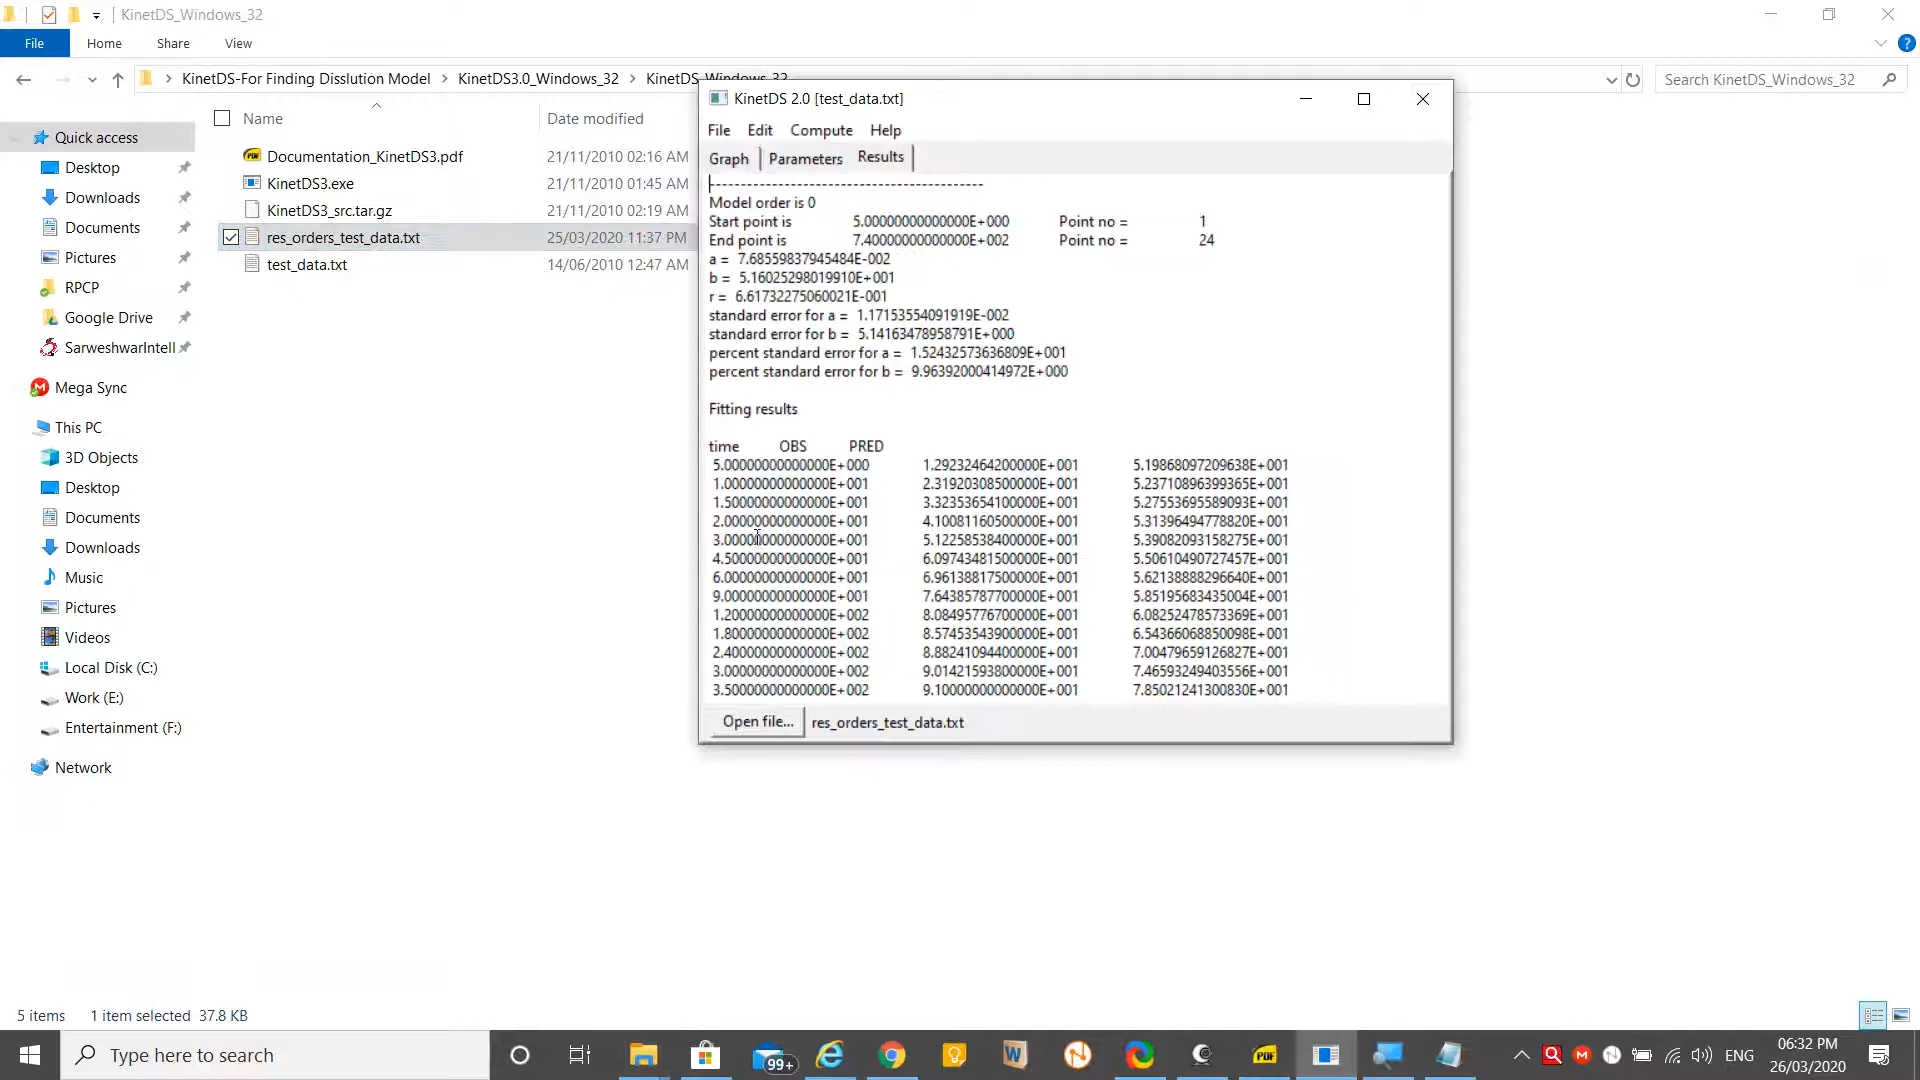 KinetDS_Windows_32
File Home Share View
KinetDS-For Finding Disslution Model KinetDS3.0_Windows_32 KinetDS_Windows_32
Search KinetDS_Windows_32
Quick access
Desktop
Downloads
Documents
Pictures
RPCP
Google Drive
SarweshwarIntell
Mega Sync
This PC
3D Objects
Desktop
Documents
Downloads
Music
Pictures
Videos
Local Disk (C:)
Work (E:)
Entertainment (F:)
Network
Name Date modified
Documentation_KinetDS3.pdf 21/11/2010 02:16 AM
KinetDS3.exe 21/11/2010 01:45 AM
KinetDS3_src.tar.gz 21/11/2010 02:19 AM
res_orders_test_data.txt 25/03/2020 11:37 PM
test_data.txt 14/06/2010 12:47 AM
KinetDS 2.0 [test_data.txt]
File Edit Compute Help
Graph Parameters Results
--------------------------------------------
Model order is 0
Start point is 5.00000000000000E+000 Point no = 1
End point is 7.40000000000000E+002 Point no = 24
a = 7.68559837945484E-002
b = 5.16025298019910E+001
r = 6.61732275060021E-001
standard error for a = 1.17153554091919E-002
standard error for b = 5.14163478958791E+000
percent standard error for a = 1.52432573636809E+001
percent standard error for b = 9.96392000414972E+000
Fitting results
time OBS PRED
5.00000000000000E+000 1.29232464200000E+001 5.19868097209638E+001
1.00000000000000E+001 2.31920308500000E+001 5.23710896399365E+001
1.50000000000000E+001 3.32353654100000E+001 5.27553695589093E+001
2.00000000000000E+001 4.10081160500000E+001 5.31396494778820E+001
3.00000000000000E+001 5.12258538400000E+001 5.39082093158275E+001
4.50000000000000E+001 6.09743481500000E+001 5.50610490727457E+001
6.00000000000000E+001 6.96138817500000E+001 5.62138888296640E+001
9.00000000000000E+001 7.64385787700000E+001 5.85195683435004E+001
1.20000000000000E+002 8.08495776700000E+001 6.08252478573369E+001
1.80000000000000E+002 8.57453543900000E+001 6.54366068850098E+001
2.40000000000000E+002 8.88241094400000E+001 7.00479659126827E+001
3.00000000000000E+002 9.01421593800000E+001 7.46593249403556E+001
3.50000000000000E+002 9.10000000000000E+001 7.85021241300830E+001
Open file... res_orders_test_data.txt
5 items 1 item selected 37.8 KB
Type here to search
99+
PDF
ENG
06:32 PM
26/03/2020